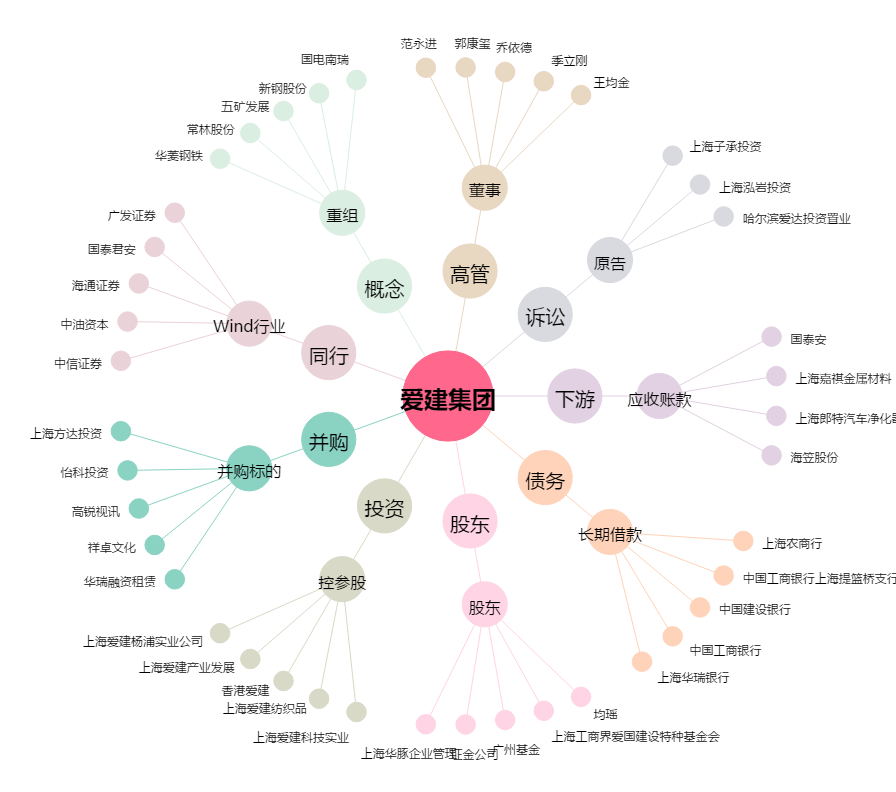 范永进
郭康玺
乔依德
季立刚
王均金
国电南瑞
新钢股份
五矿发展
常林股份
华菱钢铁
上海子承投资
上海泓岩投资
哈尔滨爱达投资置业
董事
重组
广发证券
国泰君安
海通证券
中油资本
中信证券
原告
高管
概念
诉讼
Wind行业
同行
国泰安
上海嘉祺金属材料
上海郎特汽车净化器
海笠股份
爱建集团
下游
应收账款
上海方达投资
怡科投资
高锐视讯
祥卓文化
华瑞融资租赁
并购
并购标的
债务
投资
股东
长期借款
上海农商行
中国工商银行上海提篮桥支行
中国建设银行
中国工商银行
上海华瑞银行
控参股
股东
上海爱建杨浦实业公司
上海爱建产业发展
香港爱建
上海爱建纺织品
上海爱建科技实业
均瑶
上海工商界爱国建设特种基金会
广州基金
证金公司
上海华豚企业管理